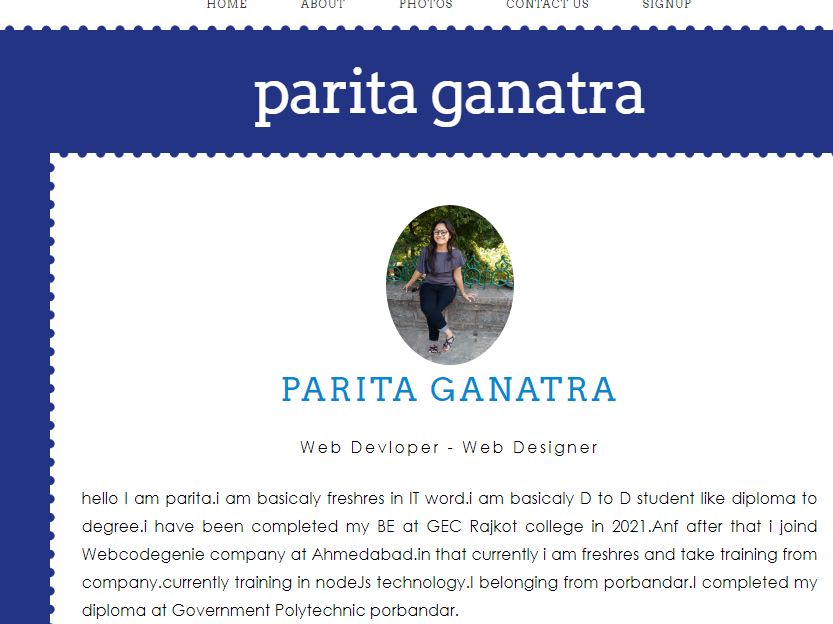 HOME ABOUT PHOTOS CONTACT US SIGNUP
parita ganatra
PARITA GANATRA
Web Devloper - Web Designer
hello I am parita.i am basicaly freshres in IT word.i am basicaly D to D student like diploma to
degree.i have been completed my BE at GEC Rajkot college in 2021.Anf after that i joind
Webcodegenie company at Ahmedabad.in that currently i am freshres and take training from
company.currently training in nodeJs technology.I belonging from porbandar.I completed my
diploma at Government Polytechnic porbandar.